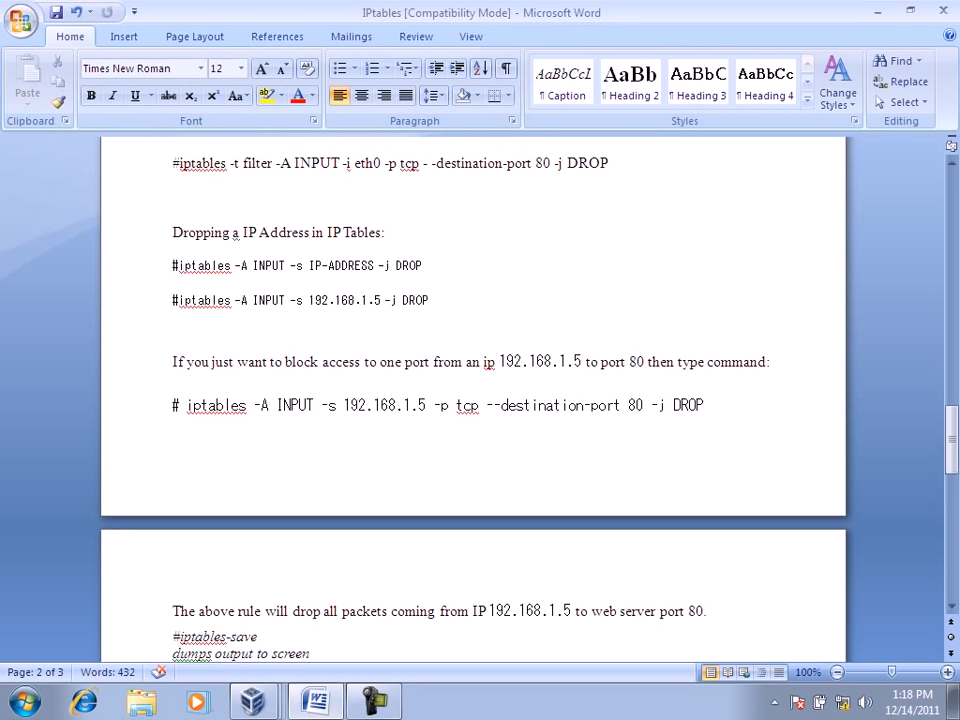 IPtables [Compatibility Mode] - Microsoft Word
Home Insert Page Layout References Mailings Review View
Paste
Clipboard
Times New Roman 12
B I U abc X₂ X² Aa
Font
Paragraph
AaBbCcI AaBb AaBbC AaBbCc
¶ Caption ¶ Heading 2 ¶ Heading 3 ¶ Heading 4
Change Styles
Styles
Find
Replace
Select
Editing
#iptables -t filter -A INPUT -i eth0 -p tcp - -destination-port 80 -j DROP
Dropping a IP Address in IP Tables:
#iptables -A INPUT -s IP-ADDRESS -j DROP
#iptables -A INPUT -s 192.168.1.5 -j DROP
If you just want to block access to one port from an ip 192.168.1.5 to port 80 then type command:
# iptables -A INPUT -s 192.168.1.5 -p tcp --destination-port 80 -j DROP
The above rule will drop all packets coming from IP 192.168.1.5 to web server port 80.
#iptables-save
dumps output to screen
Page: 2 of 3 Words: 432 100%
1:18 PM
12/14/2011